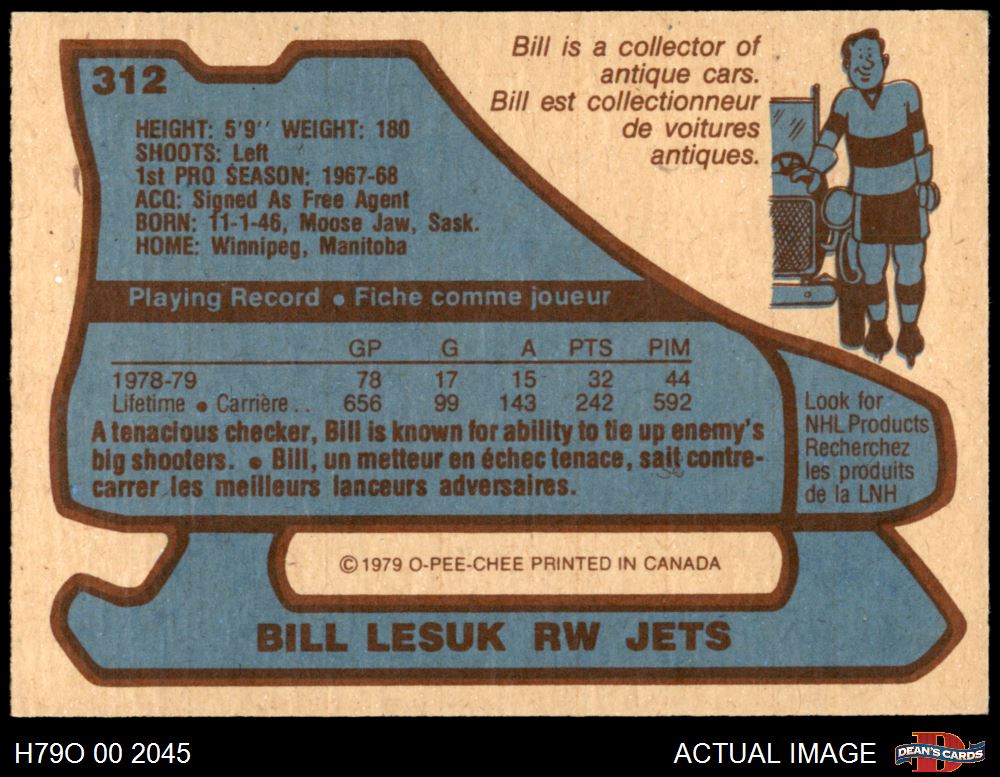 312
Bill is a collector of
antique cars.
Bill est collectionneur
de voitures
antiques.
HEIGHT: 5'9'' WEIGHT: 180
SHOOTS: Left
1st PRO SEASON: 1967-68
ACQ: Signed As Free Agent
BORN: 11-1-46, Moose Jaw, Sask.
HOME: Winnipeg, Manitoba
Playing Record • Fiche comme joueur
GP G A PTS PIM
1978-79 78 17 15 32 44
Lifetime • Carrière .. 656 99 143 242 592
A tenacious checker, Bill is known for ability to tie up enemy's
big shooters. • Bill, un metteur en échec tenace, sait contre-
carrer les meilleurs lanceurs adversaires.
Look for
NHL Products
Recherchez
les produits
de la LNH
©1979 O-PEE-CHEE PRINTED IN CANADA
BILL LESUK RW JETS
H79O 00 2045
ACTUAL IMAGE
D
DEAN'S CARDS